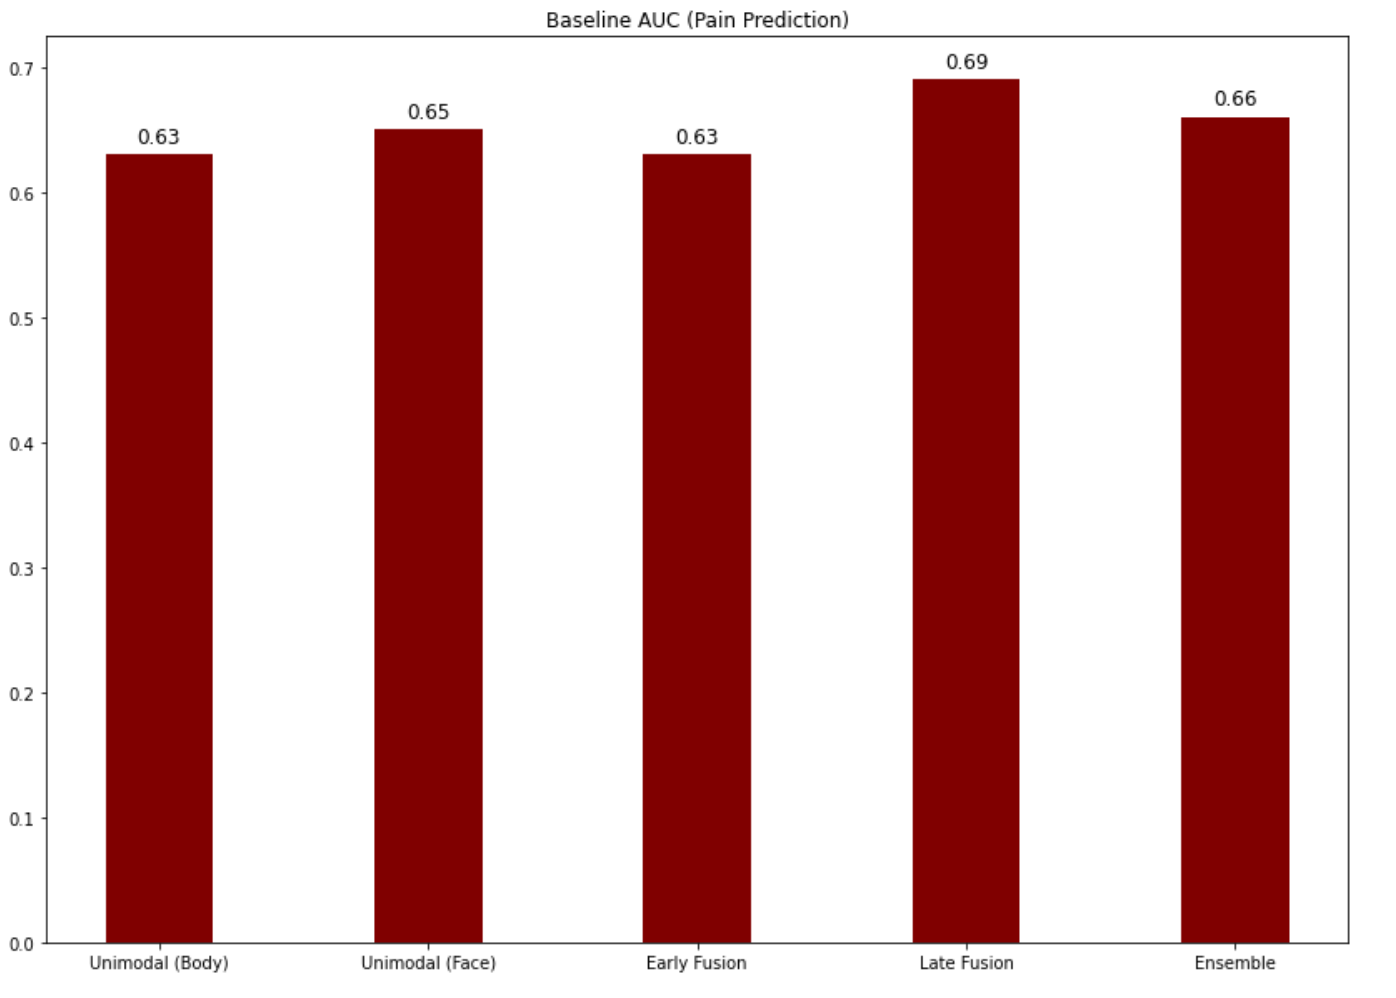 Baseline AUC (Pain Prediction)
0.7
0.6
0.5
0.4
0.3
0.2
0.1
0.0
0.63
0.65
0.63
0.69
0.66
Unimodal (Body)
Unimodal (Face)
Early Fusion
Late Fusion
Ensemble